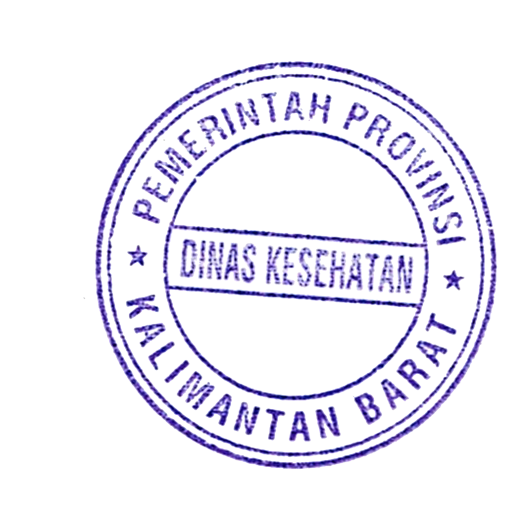 PEMERINTAH PROVINSI
DINAS KESEHATAN
KALIMANTAN BARAT